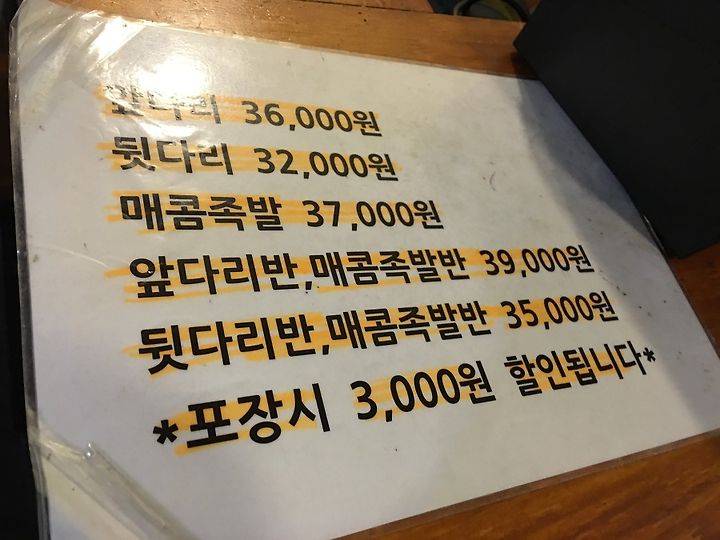 앞다리 36,000원
뒷다리 32,000원
매콤족발 37,000원
앞다리반,매콤족발반 39,000원
뒷다리반,매콤족발반 35,000원
*포장시 3,000원 할인됩니다*